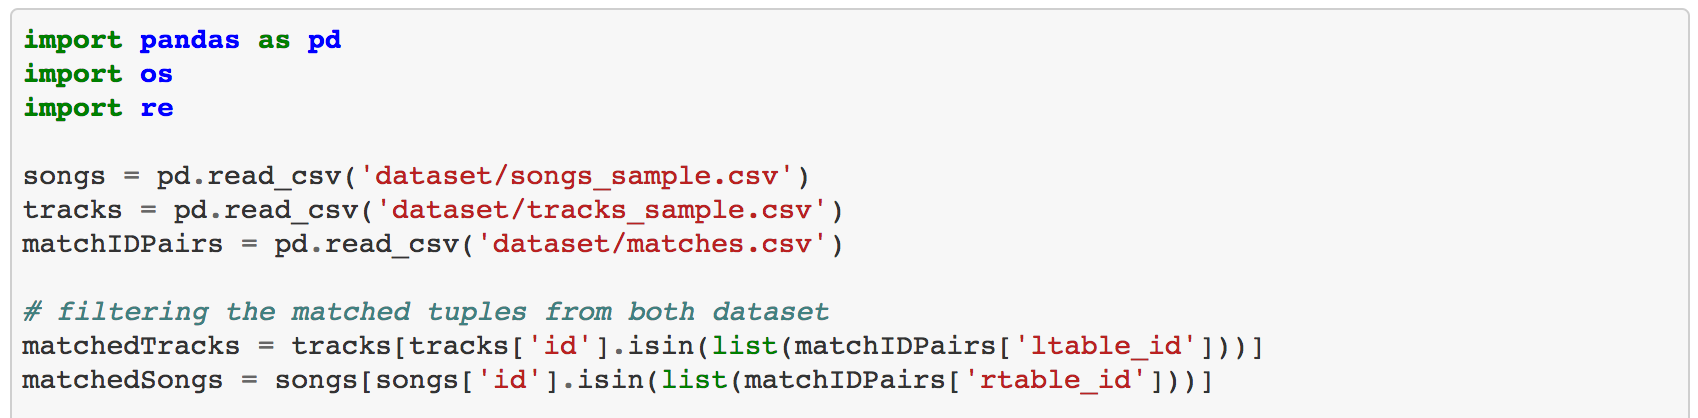 import pandas as pd
import os
import re
songs = pd.read_csv('dataset/songs_sample.csv')
tracks = pd.read_csv('dataset/tracks_sample.csv')
matchIDPairs = pd.read_csv('dataset/matches.csv')
# filtering the matched tuples from both dataset
matchedTracks = tracks[tracks['id'].isin(list(matchIDPairs['ltable_id']))]
matchedSongs = songs[songs['id'].isin(list(matchIDPairs['rtable_id']))]